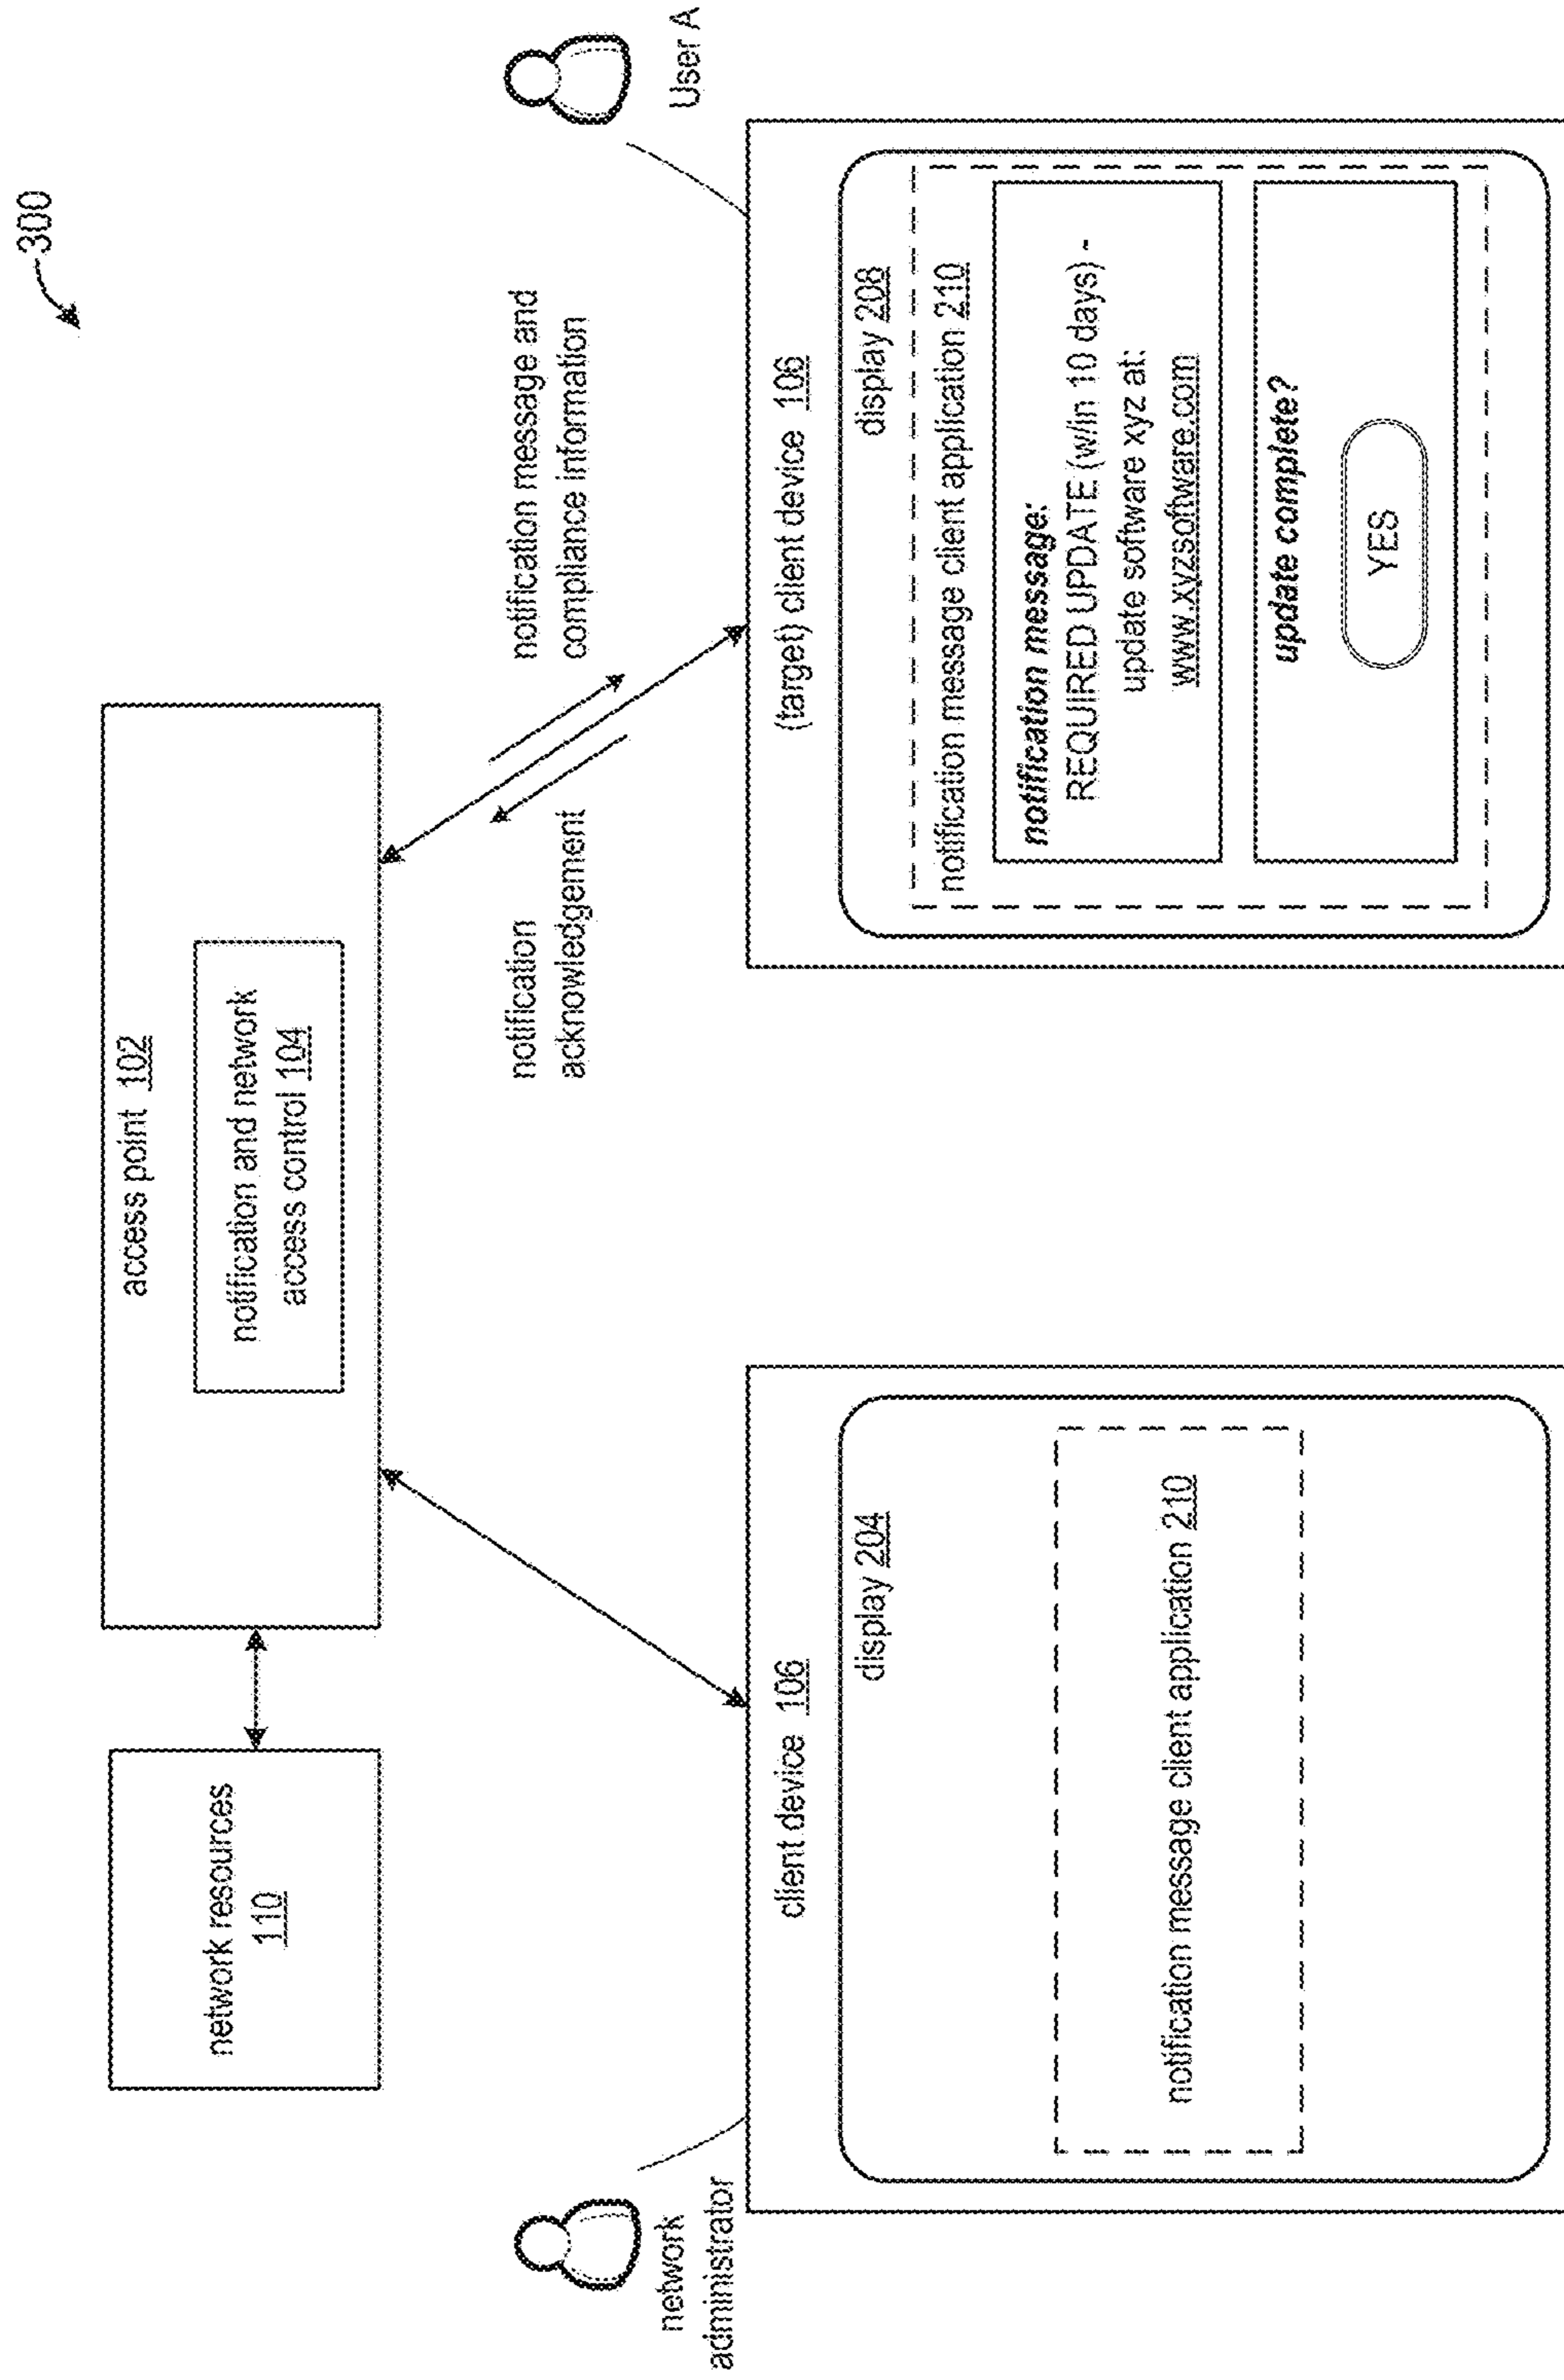 300
network resources
110
access point 102
notification and network
access control 104
network
administrator
notification
acknowledgement
notification message and
compliance information
User A
client device 106
display 204
notification message client application 210
(target) client device 106
display 208
notification message client application 210
notification message:
REQUIRED UPDATE (w/in 10 days) -
update software xyz at:
www.xyzsoftware.com
update complete?
YES